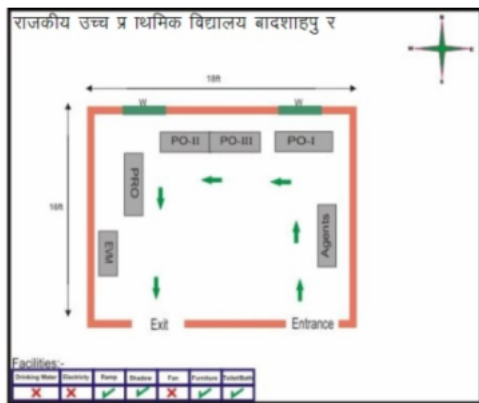 राजकीय उच्च प्राथमिक विद्यालय बादशाहपुर
18ft
W W
PO-II PO-III PO-I
PRO
16ft
Agents
EVM
Exit Entrance
Facilities:-
Drinking Water Electricity Ramp Shadow Fan Furniture Toilet/Bath